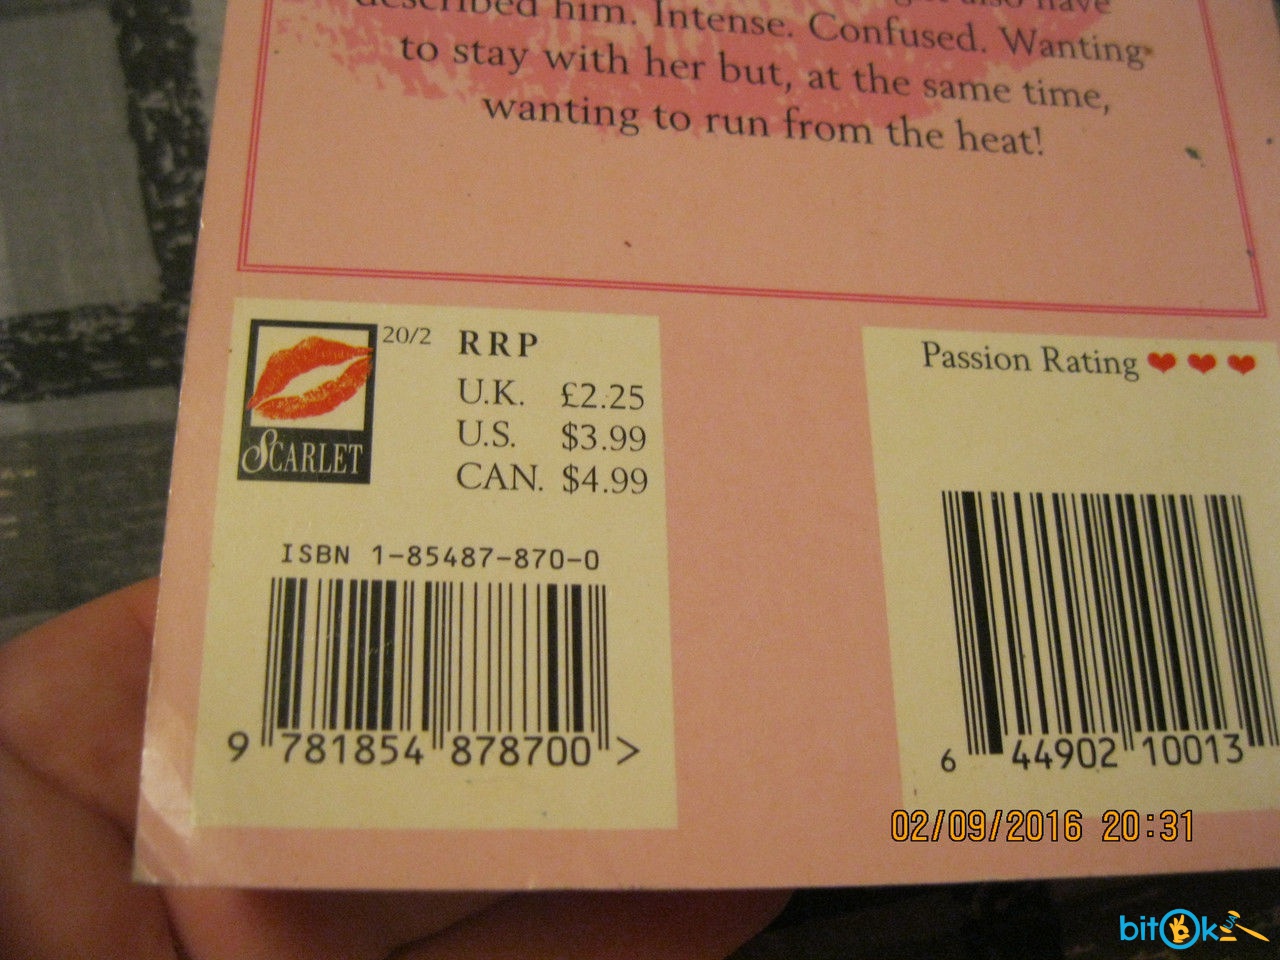 described him. Intense. Confused. Wanting
to stay with her but, at the same time,
wanting to run from the heat!
SCARLET
20/2
RRP
U.K. £2.25
U.S. $3.99
CAN. $4.99
ISBN 1-85487-870-0
9 781854 878700 >
Passion Rating ❤ ❤ ❤
6 44902 10013
02/09/2016 20:31
bitOk
UA